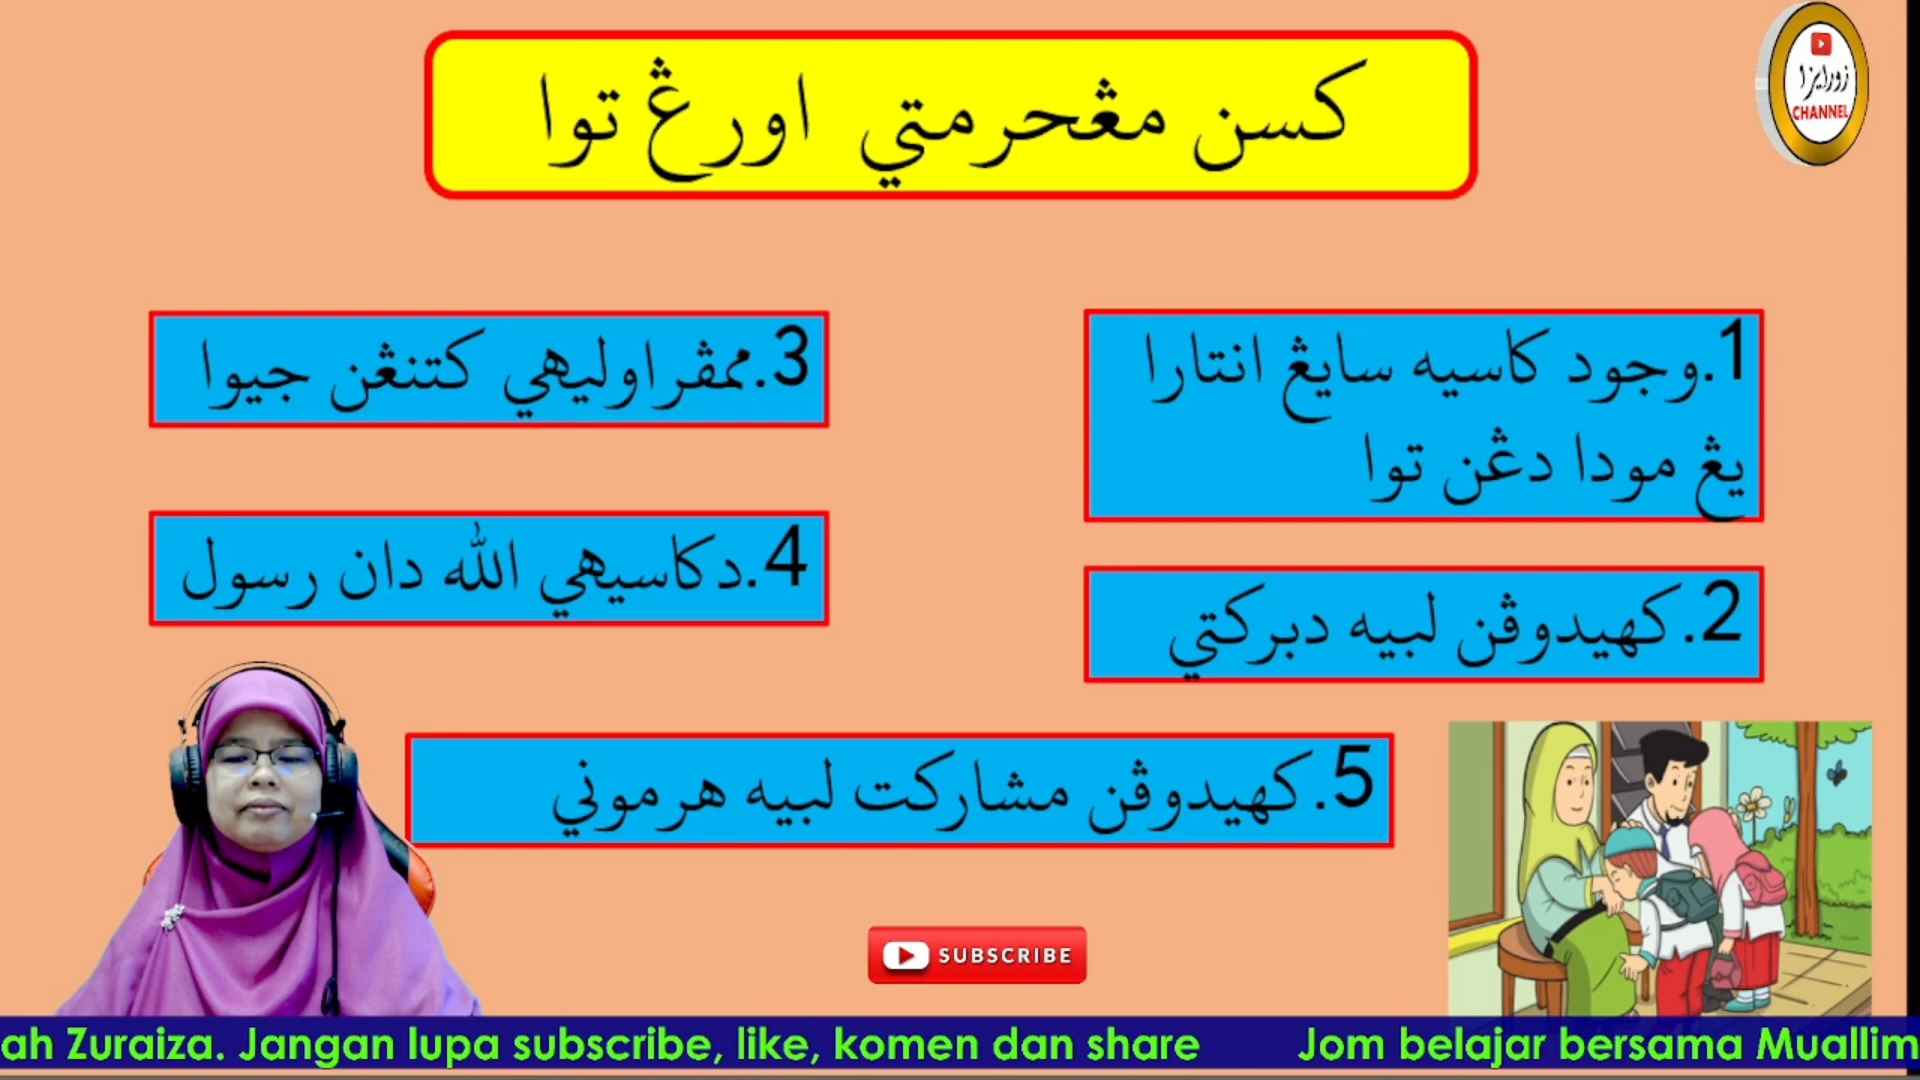 كسن مڠحرمتي اورڠ توا
زورايزا
CHANNEL
1.وجود كاسيه سايڠ انتارا
يڠ مودا دڠن توا
2.كهيدوڤن لبيه دبركتي
3.ممڤراوليهي كتنڠن جيوا
4.دكاسيهي الله دان رسول
5.كهيدوڤن مشاركت لبيه هرموني
SUBSCRIBE
ah Zuraiza. Jangan lupa subscribe, like, komen dan share Jom belajar bersama Muallim